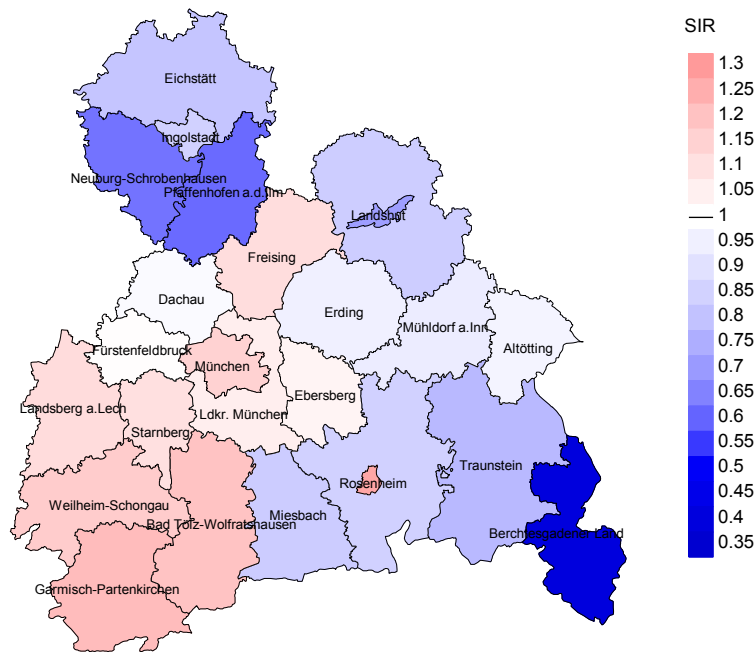 SIR
1.3
1.25
1.2
1.15
1.1
1.05
1
0.95
0.9
0.85
0.8
0.75
0.7
0.65
0.6
0.55
0.5
0.45
0.4
0.35
Eichstätt
Ingolstadt
Neuburg-Schrobenhausen
Pfaffenhofen a.d.Ilm
Landshut
Freising
Dachau
Erding
Mühldorf a.Inn
Altötting
Fürstenfeldbruck
München
Ebersberg
Landsberg a.Lech
Ldkr. München
Starnberg
Traunstein
Rosenheim
Weilheim-Schongau
Miesbach
Bad Tölz-Wolfratshausen
Berchtesgadener Land
Garmisch-Partenkirchen